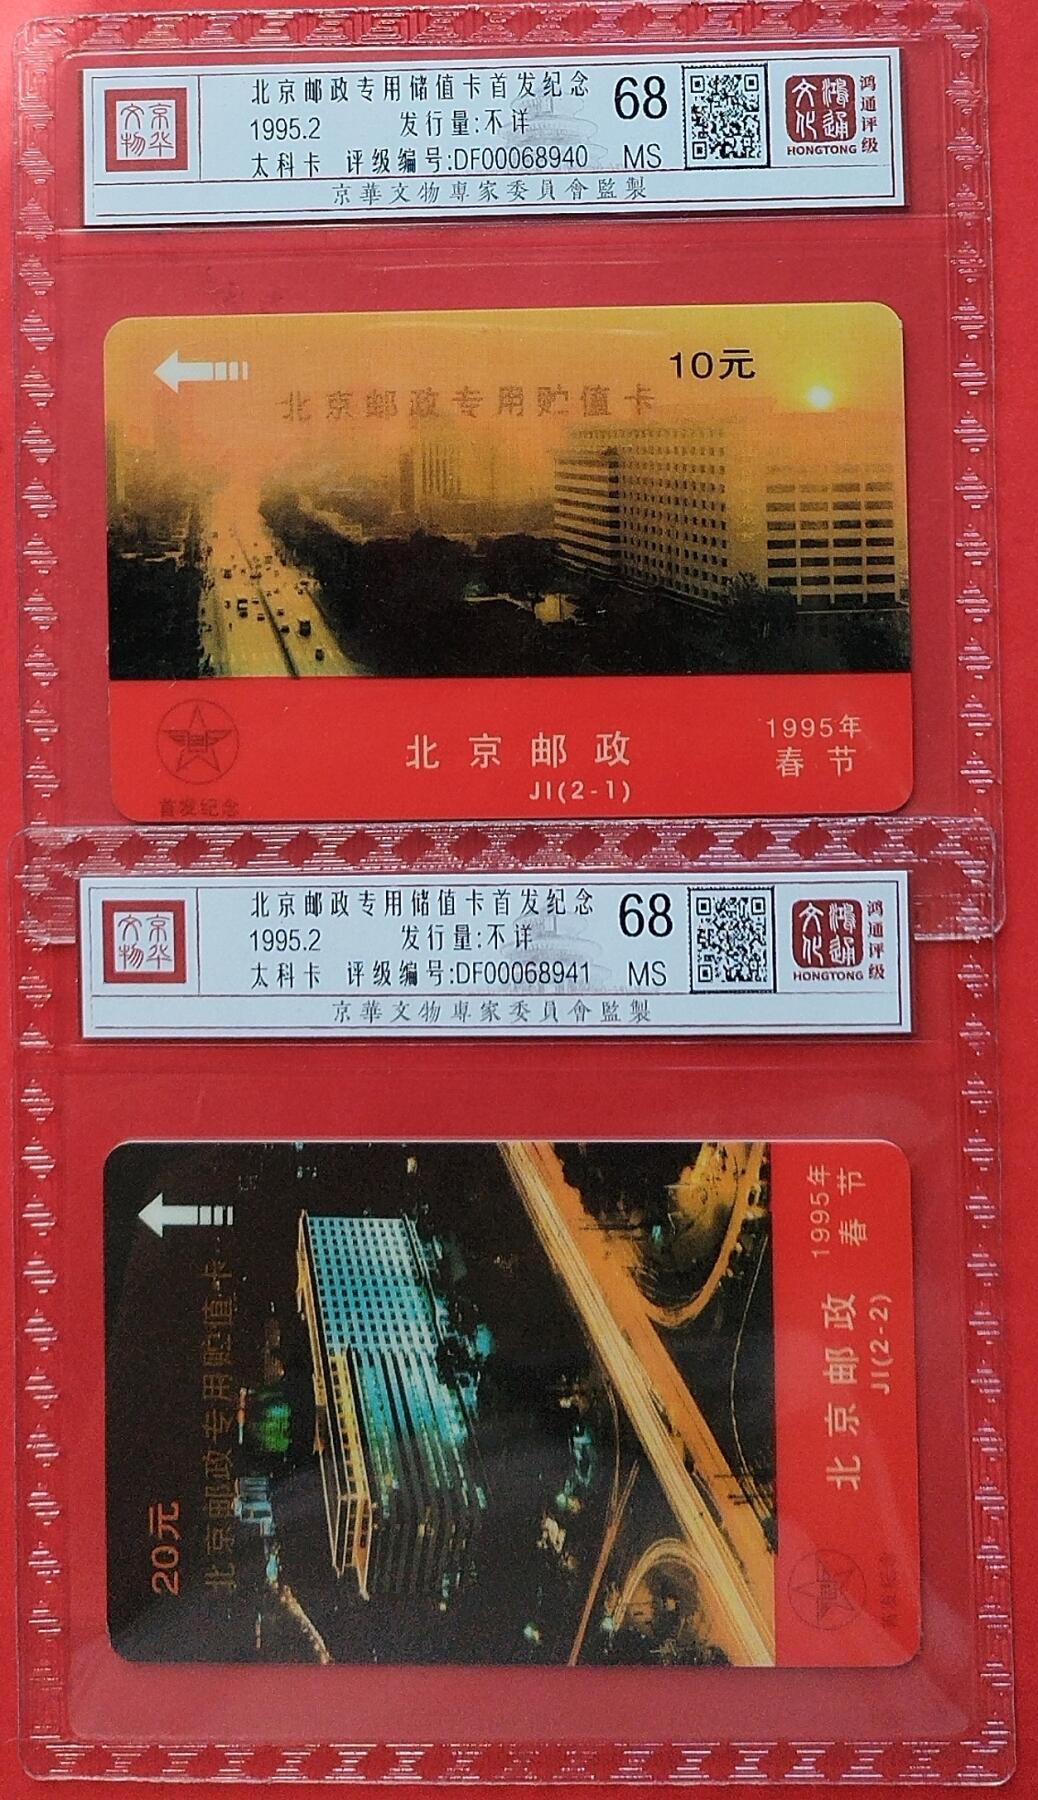 京华文物
北京邮政专用储值卡首发纪念
1995.2 发行量:不详
太科卡 评级编号:DF00068940
68
MS
鸿通文化
HONGTONG
鸿通评级
京華文物專家委員會監製
10元
北京邮政专用贮值卡
首发纪念
北京邮政
JI(2-1)
1995年
春节
京华文物
北京邮政专用储值卡首发纪念
1995.2 发行量:不详
太科卡 评级编号:DF00068941
68
MS
鸿通文化
HONGTONG
鸿通评级
京華文物專家委員會監製
20元
北京邮政专用贮值卡
北京邮政
JI(2-2)
1995年
春节